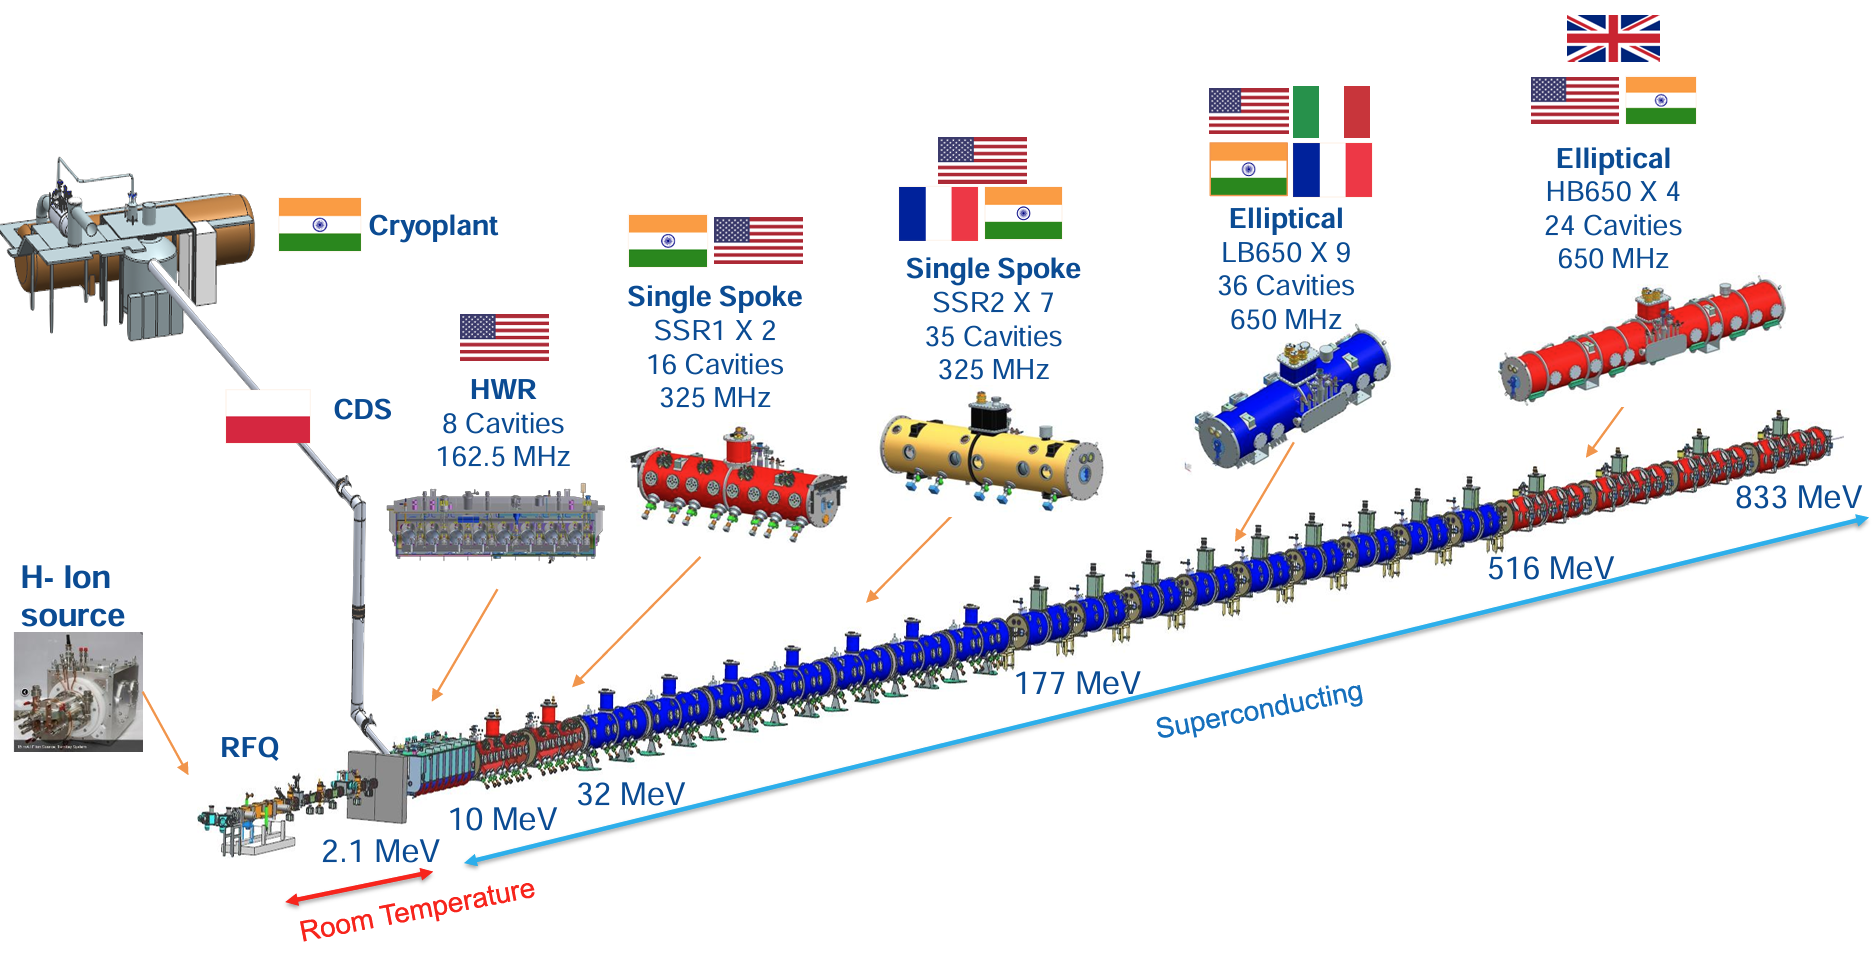 Elliptical
HB650 X 4
24 Cavities
650 MHz
Elliptical
LB650 X 9
36 Cavities
650 MHz
Single Spoke
SSR2 X 7
35 Cavities
325 MHz
Single Spoke
SSR1 X 2
16 Cavities
325 MHz
Cryoplant
CDS
HWR
8 Cavities
162.5 MHz
H- Ion
source
RFQ
2.1 MeV
10 MeV
32 MeV
177 MeV
516 MeV
833 MeV
Superconducting
Room Temperature